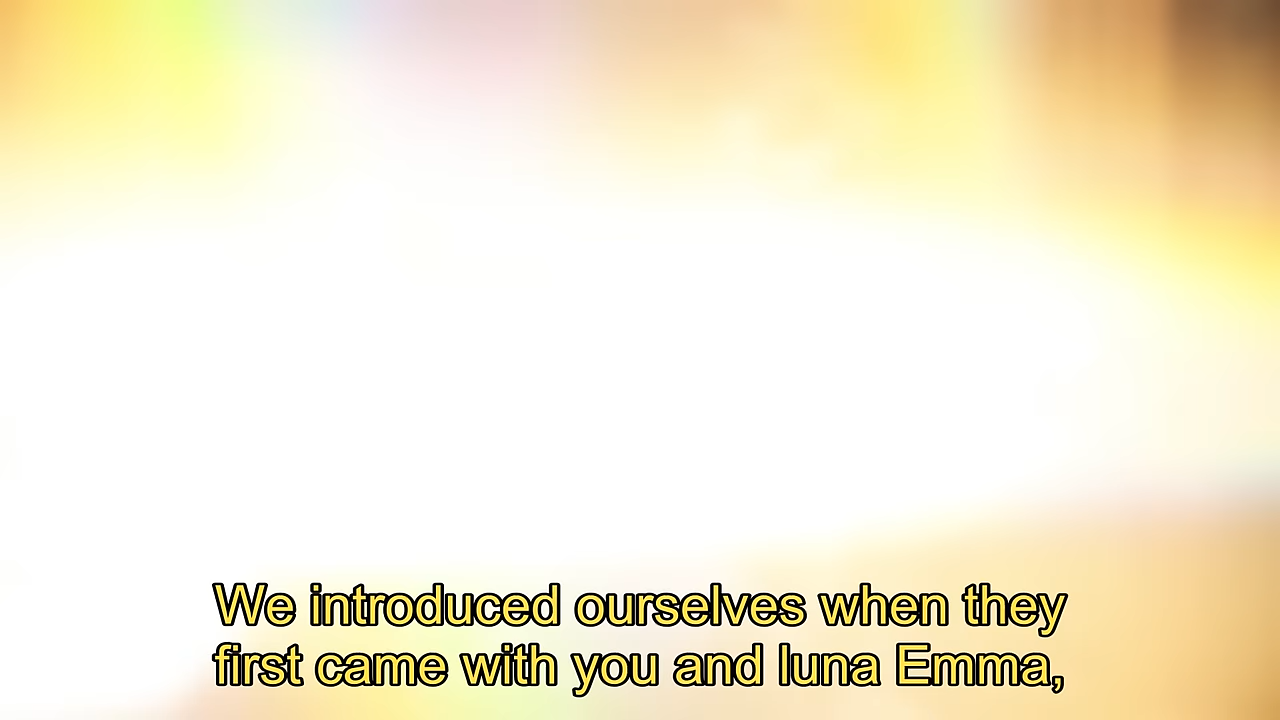 We introduced ourselves when they
first came with you and luna Emma,